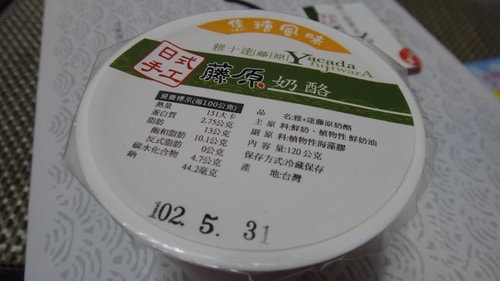 焦糖風味
雅卡達藤原 Yacada
fujiwarA
日式
手工
藤原 奶酪
營養標示(每100公克)
熱量 151大卡
蛋白質 2.75公克
脂肪 13公克
飽和脂肪 10.1公克
反式脂肪 0公克
碳水化合物 4.7公克
鈉 44.2毫克
品名:雅+達藤原奶酪
主原料:鮮奶、植物性鮮奶油
副原料:植物性海藻膠
內容量:120公克
保存方式:冷藏保存
產地:台灣
102. 5. 31